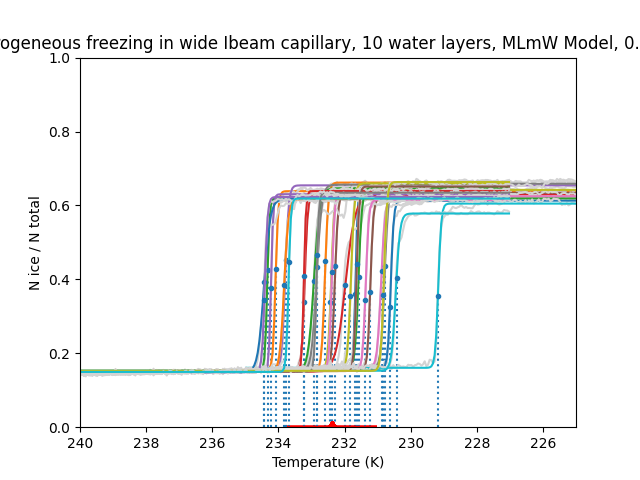 rogeneous freezing in wide Ibeam capillary, 10 water layers, MLmW Model, 0.
1.0
0.8
0.6
0.4
0.2
0.0
N ice / N total
240 238 236 234 232 230 228 226
Temperature (K)